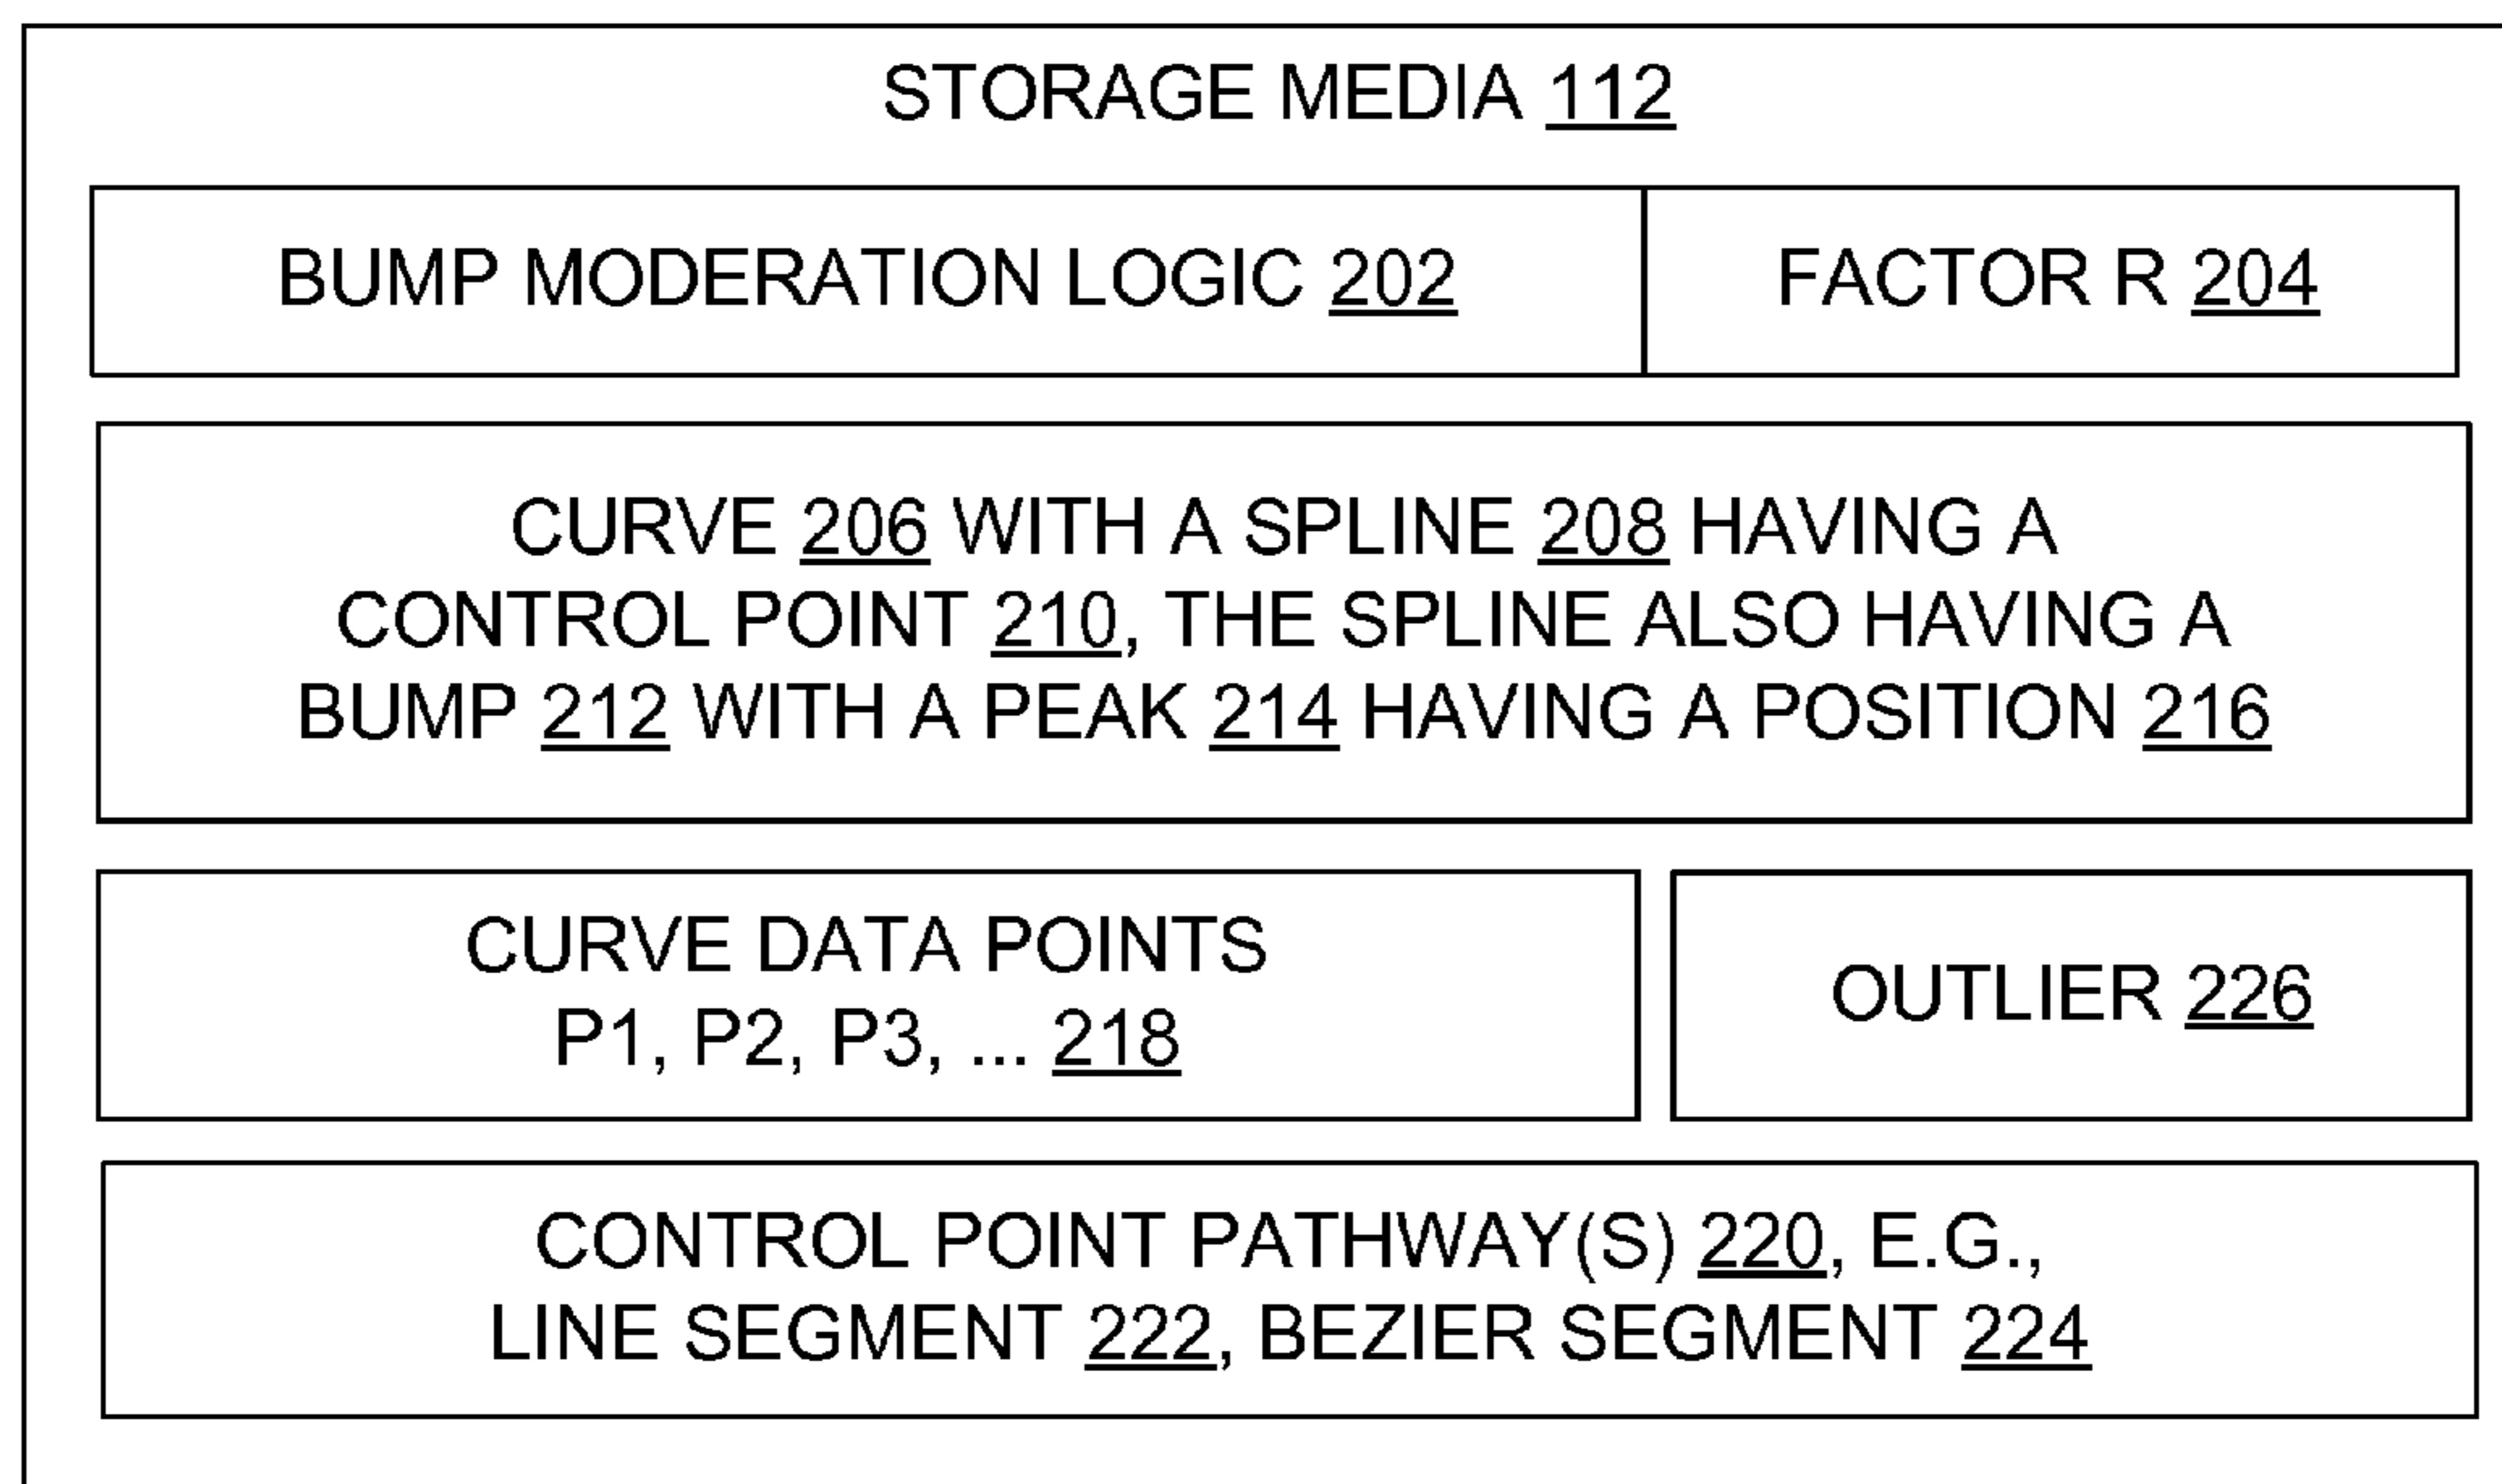 STORAGE MEDIA 112
BUMP MODERATION LOGIC 202
FACTOR R 204
CURVE 206 WITH A SPLINE 208 HAVING A
CONTROL POINT 210, THE SPLINE ALSO HAVING A
BUMP 212 WITH A PEAK 214 HAVING A POSITION 216
CURVE DATA POINTS
P1, P2, P3, ... 218
OUTLIER 226
CONTROL POINT PATHWAY(S) 220, E.G.,
LINE SEGMENT 222, BEZIER SEGMENT 224